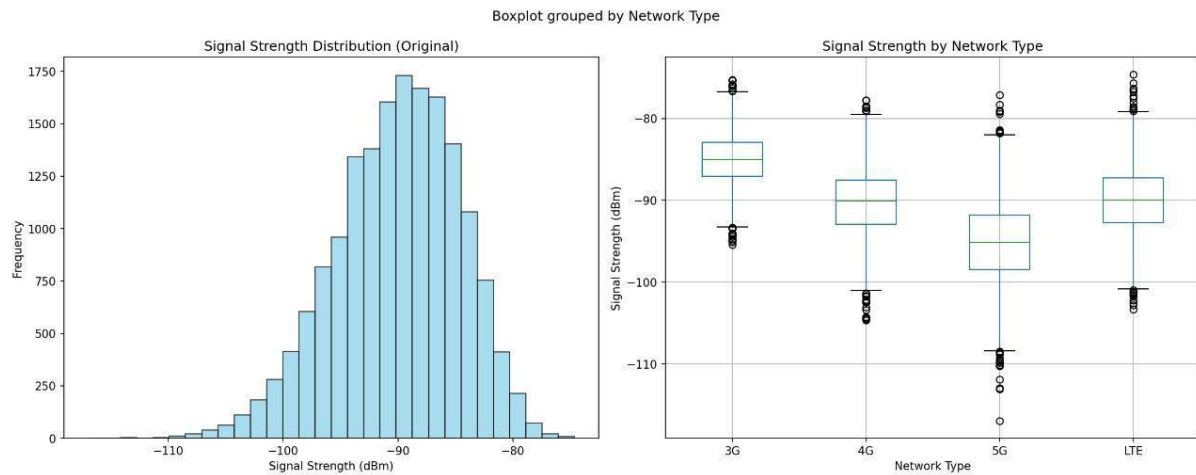 Boxplot grouped by Network Type
Signal Strength Distribution (Original)
1750
1500
1250
1000
750
500
250
0
Frequency
−110
−100
−90
−80
Signal Strength (dBm)
Signal Strength by Network Type
−80
−90
−100
−110
Signal Strength (dBm)
3G
4G
5G
LTE
Network Type